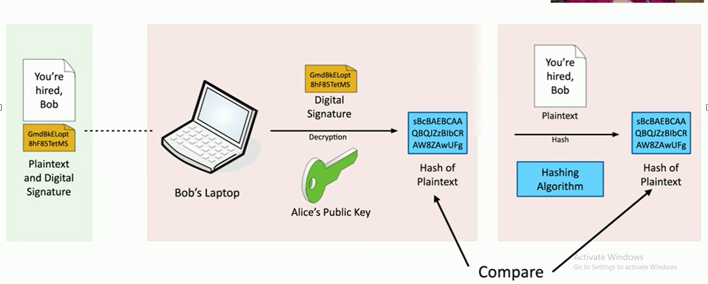 You're
hired,
Bob
GmdBkELopt
8hF85TetMS
Plaintext
and Digital
Signature
Bob's Laptop
GmdBkELopt
8hF85TetMS
Digital
Signature
Decryption
Alice's Public Key
sBcBAEBCAA
QBQJZzBIbCR
AW8ZAwUFg
Hash of
Plaintext
You're
hired,
Bob
Plaintext
Hash
Hashing
Algorithm
sBcBAEBCAA
QBQJZzBIbCR
AW8ZAwUFg
Hash of
Plaintext
Compare
Activate Windows
Go to Settings to activate Windows.